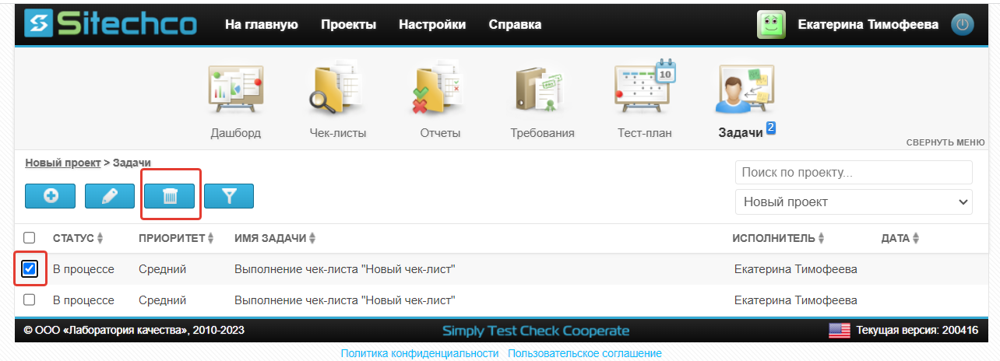 Sitechco На главную Проекты Настройки Справка Екатерина Тимофеева
10
Дашборд Чек-листы Отчеты Требования Тест-план Задачи 2
СВЕРНУТЬ МЕНЮ
Новый проект > Задачи
Поиск по проекту...
Новый проект
СТАТУС ПРИОРИТЕТ ИМЯ ЗАДАЧИ ИСПОЛНИТЕЛЬ ДАТА
В процессе Средний Выполнение чек-листа "Новый чек-лист" Екатерина Тимофеева
В процессе Средний Выполнение чек-листа "Новый чек-лист" Екатерина Тимофеева
© ООО «Лаборатория качества», 2010-2023 Simply Test Check Cooperate Текущая версия: 200416
Политика конфиденциальности Пользовательское соглашение